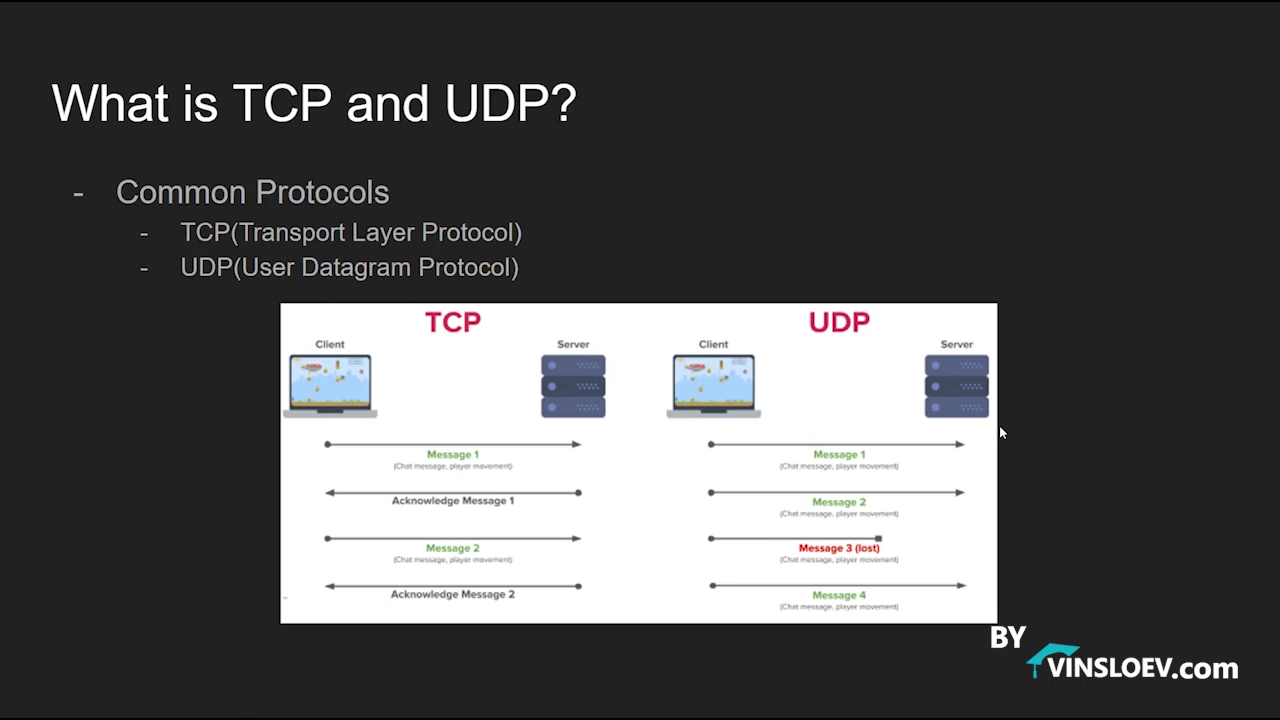 What is TCP and UDP?
- Common Protocols
- TCP(Transport Layer Protocol)
- UDP(User Datagram Protocol)
TCP
Client
Server
Message 1
(Chat message, player movement)
Acknowledge Message 1
Message 2
(Chat message, player movement)
Acknowledge Message 2
UDP
Client
Server
Message 1
(Chat message, player movement)
Message 2
(Chat message, player movement)
Message 3 (lost)
(Chat message, player movement)
Message 4
(Chat message, player movement)
BY
VINSLOEV.com